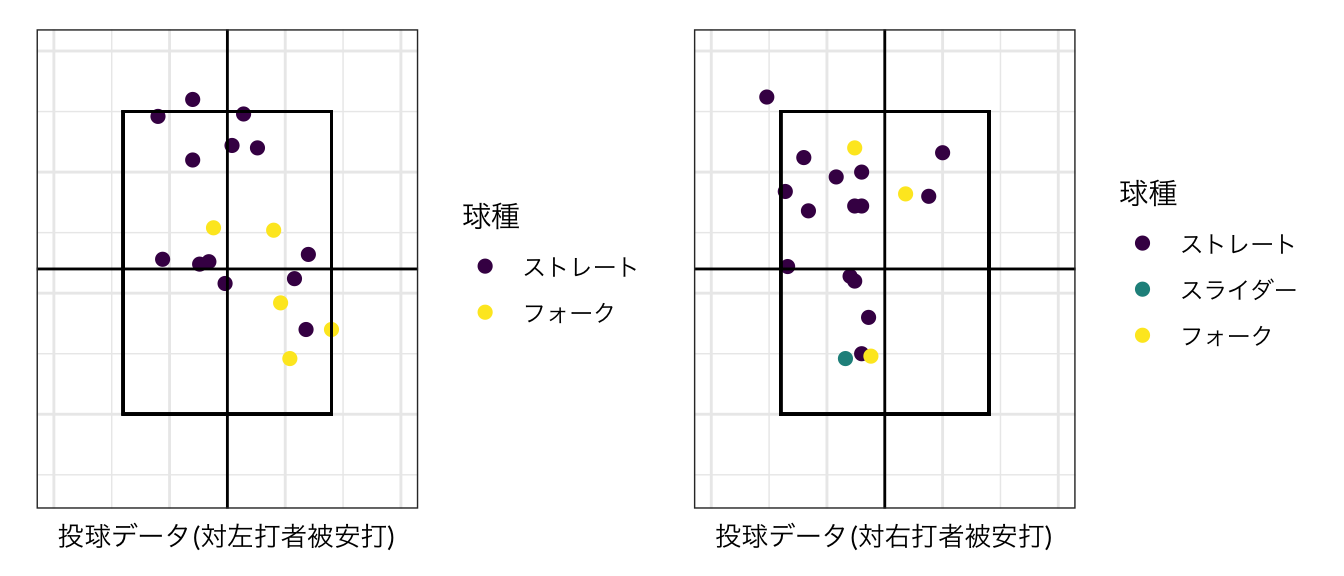 球種
ストレート
フォーク
投球データ(対左打者被安打)
球種
ストレート
スライダー
フォーク
投球データ(対右打者被安打)